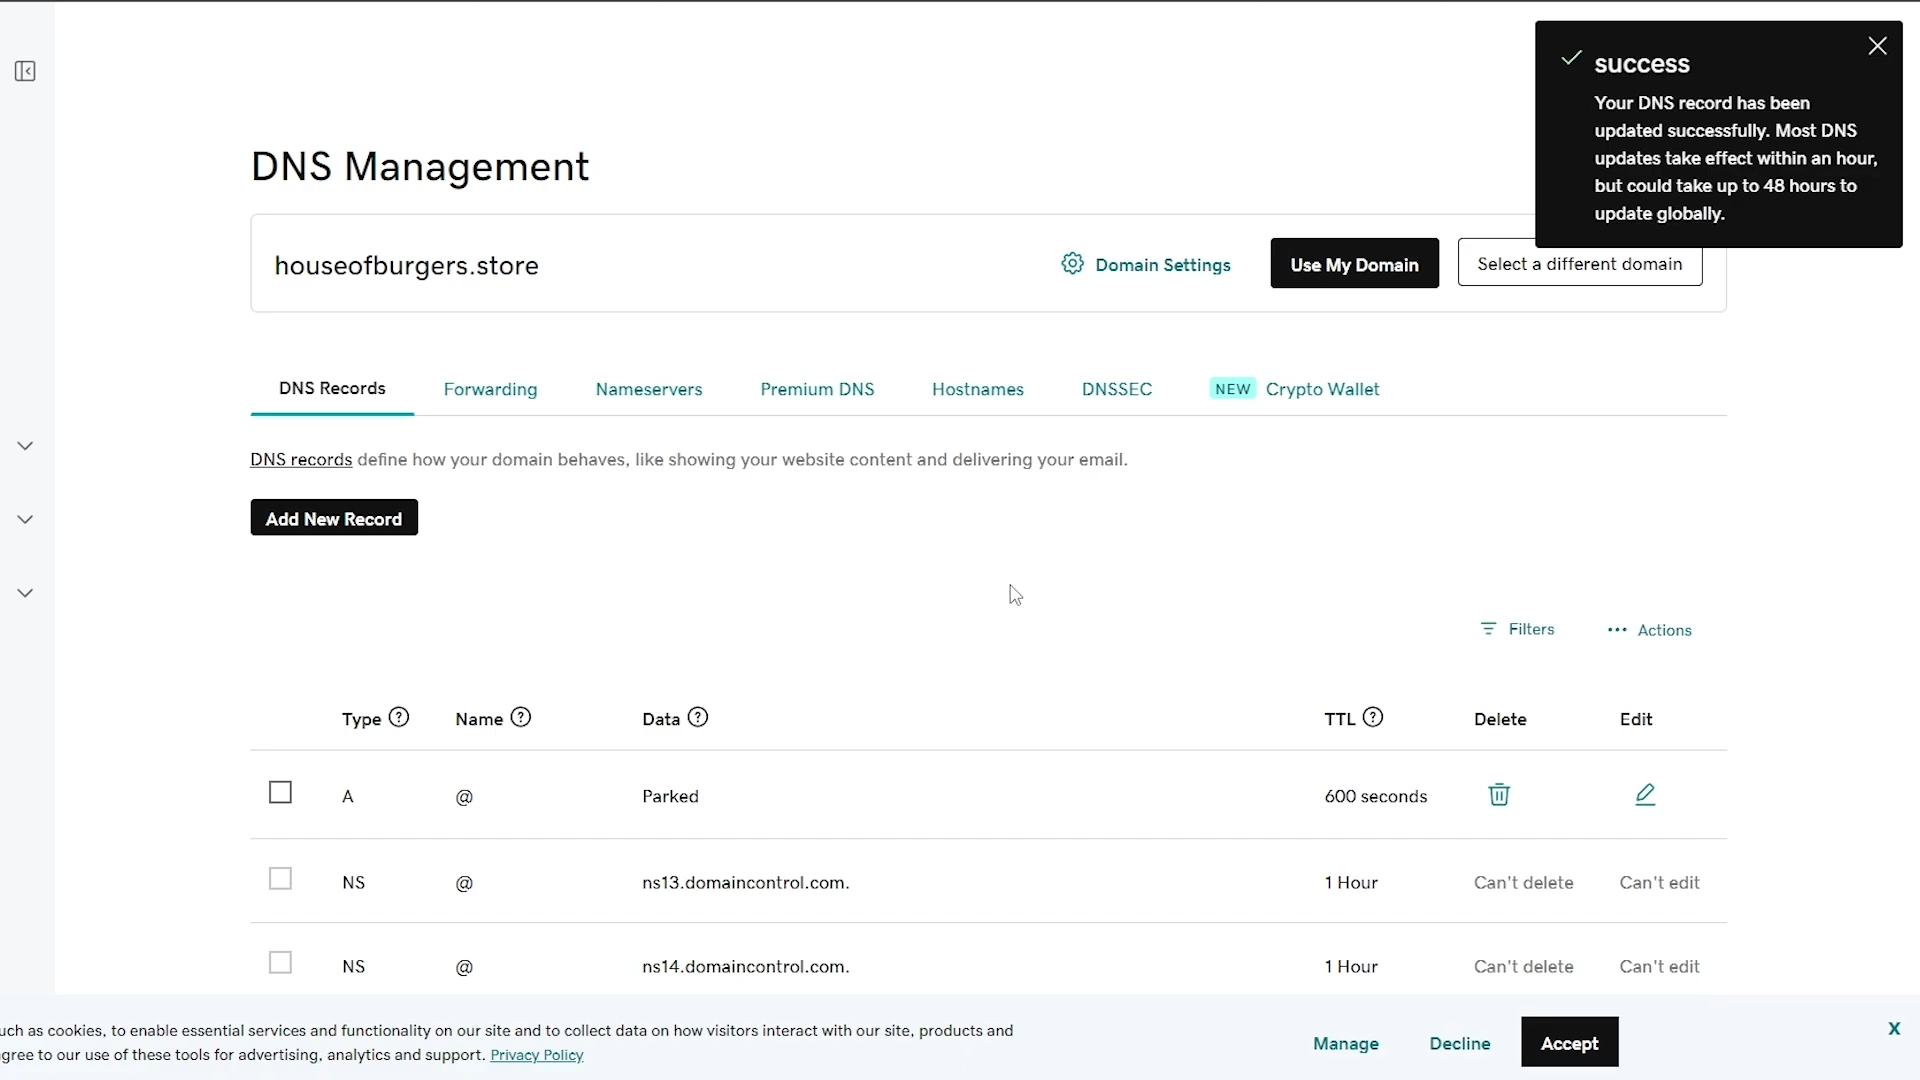 success
Your DNS record has been
updated successfully. Most DNS
updates take effect within an hour,
but could take up to 48 hours to
update globally.
DNS Management
houseofburgers.store
Domain Settings
Use My Domain
Select a different domain
DNS Records
Forwarding
Nameservers
Premium DNS
Hostnames
DNSSEC
NEW Crypto Wallet
DNS records define how your domain behaves, like showing your website content and delivering your email.
Add New Record
Filters
Actions
Type Name Data TTL Delete Edit
A @ Parked 600 seconds
NS @ ns13.domaincontrol.com. 1 Hour Can't delete Can't edit
NS @ ns14.domaincontrol.com. 1 Hour Can't delete Can't edit
uch as cookies, to enable essential services and functionality on our site and to collect data on how visitors interact with our site, products and
gree to our use of these tools for advertising, analytics and support. Privacy Policy
Manage
Decline
Accept
X